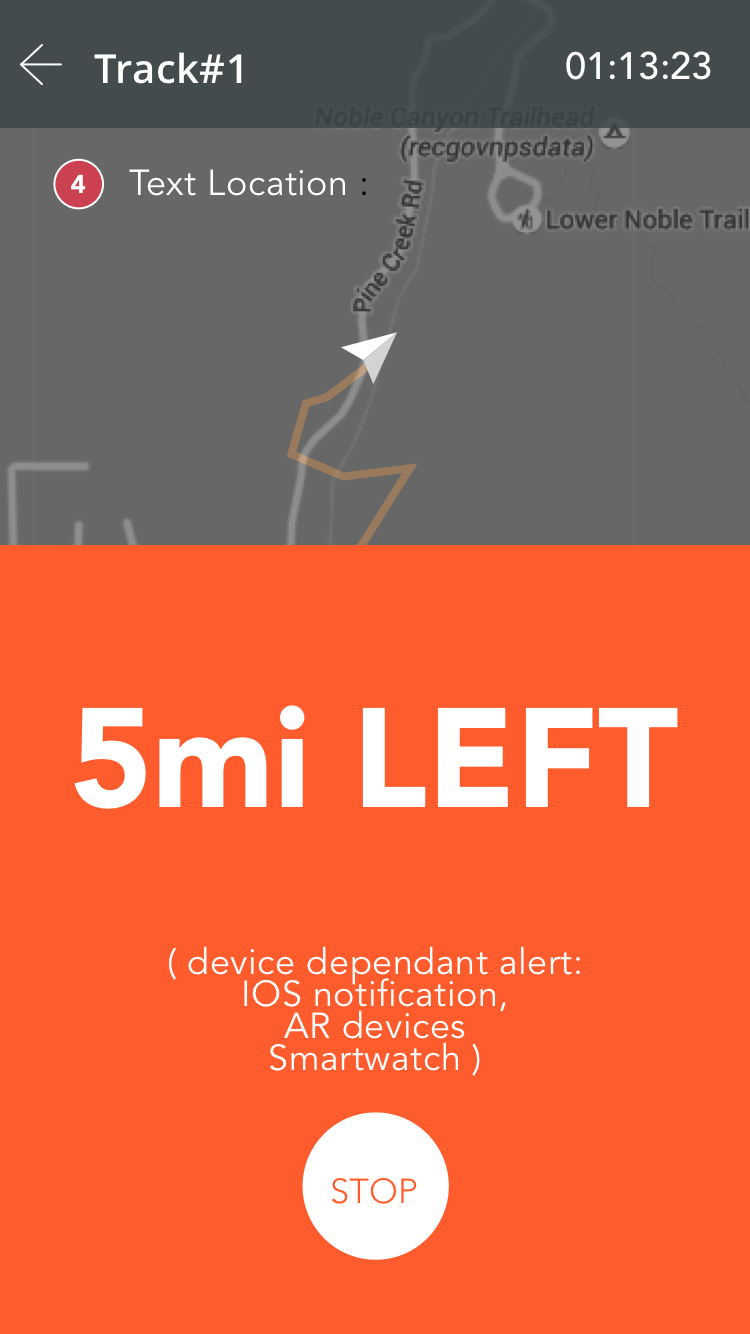 Track#1
01:13:23
Noble Canyon Trailhead
(recgovnpsdata)
4
Text Location :
Pine Creek Rd
Lower Noble Trail
5mi LEFT
( device dependant alert:
IOS notification,
AR devices
Smartwatch )
STOP